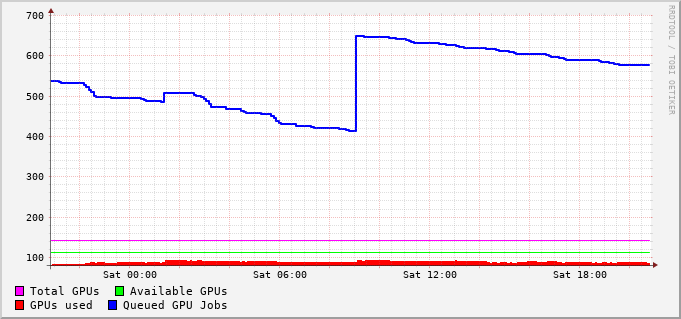 700
600
500
400
300
200
100
Sat 00:00 Sat 06:00 Sat 12:00 Sat 18:00
Total GPUs Available GPUs
GPUs used Queued GPU Jobs
RRDTOOL / TOBI OETIKER